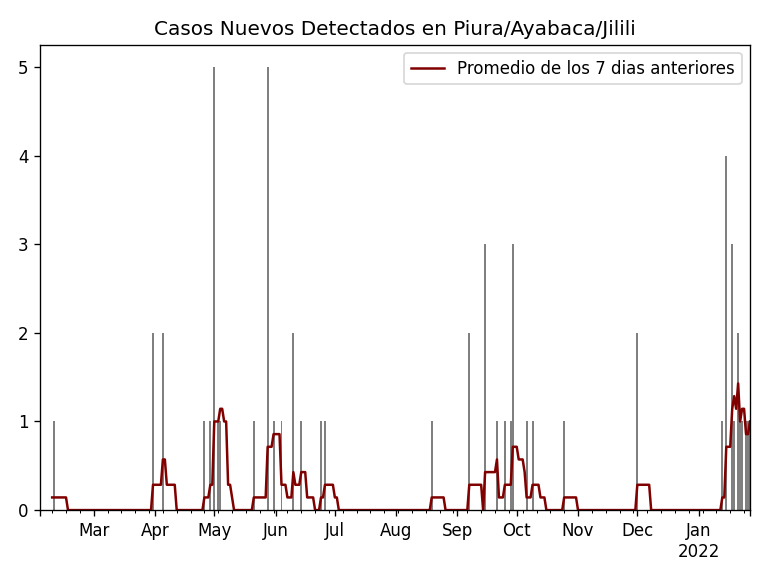 Casos Nuevos Detectados en Piura/Ayabaca/Jilili
Promedio de los 7 dias anteriores
5
4
3
2
1
0
Mar Apr May Jun Jul Aug Sep Oct Nov Dec Jan
2022